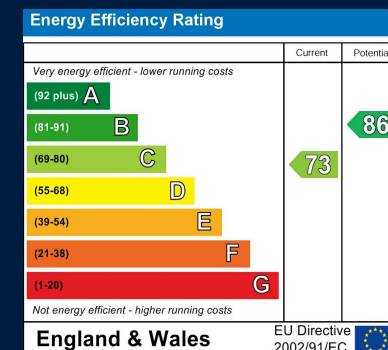 Energy Efficiency Rating
Current Potentia
Very energy efficient - lower running costs
(92 plus) A
(81-91) B
86
(69-80) C
73
(55-68) D
(39-54) E
(21-38) F
(1-20) G
Not energy efficient - higher running costs
England & Wales
EU Directive
2002/91/EC